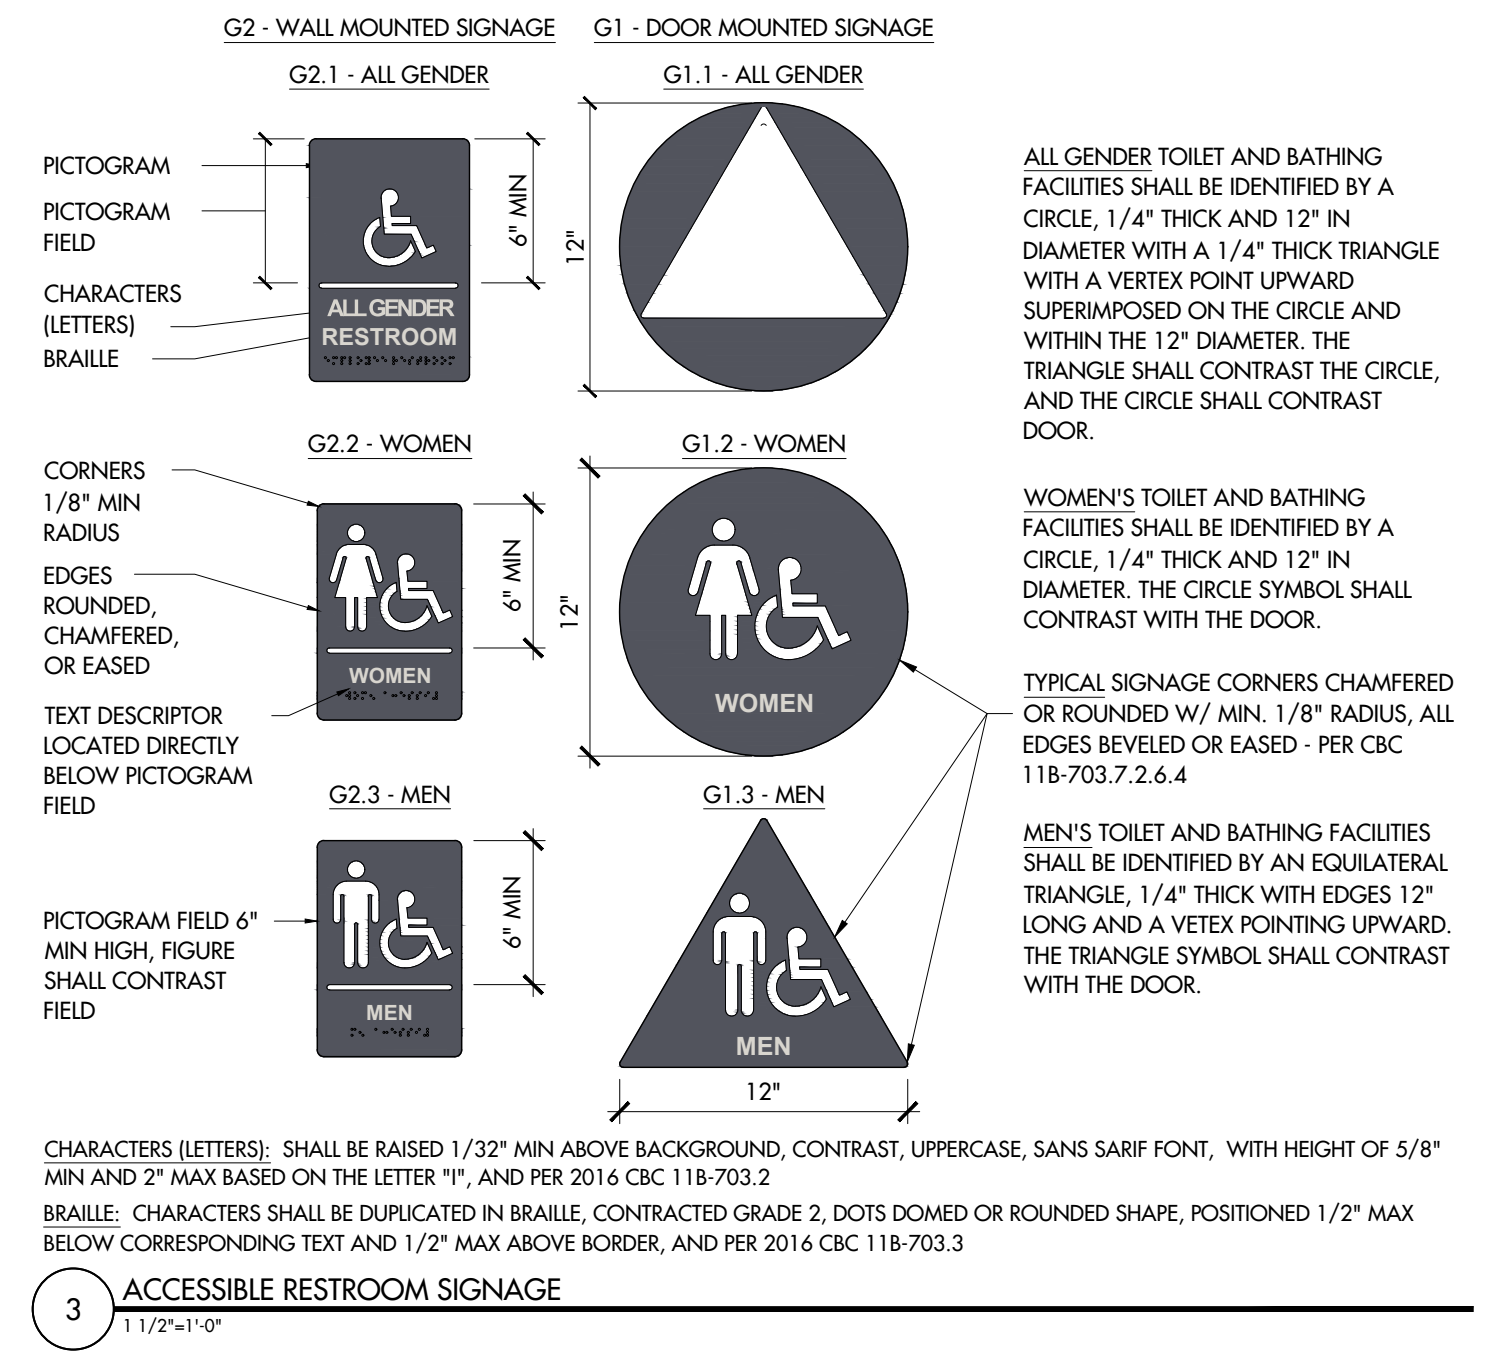 G2 - WALL MOUNTED SIGNAGE
G1 - DOOR MOUNTED SIGNAGE
G2.1 - ALL GENDER
G1.1 - ALL GENDER
PICTOGRAM
PICTOGRAM
FIELD
CHARACTERS
(LETTERS)
BRAILLE
6" MIN
ALL GENDER
RESTROOM
12"
ALL GENDER TOILET AND BATHING
FACILITIES SHALL BE IDENTIFIED BY A
CIRCLE, 1/4" THICK AND 12" IN
DIAMETER WITH A 1/4" THICK TRIANGLE
WITH A VERTEX POINT UPWARD
SUPERIMPOSED ON THE CIRCLE AND
WITHIN THE 12" DIAMETER. THE
TRIANGLE SHALL CONTRAST THE CIRCLE,
AND THE CIRCLE SHALL CONTRAST
DOOR.
G2.2 - WOMEN
G1.2 - WOMEN
CORNERS
1/8" MIN
RADIUS
EDGES
ROUNDED,
CHAMFERED,
OR EASED
TEXT DESCRIPTOR
LOCATED DIRECTLY
BELOW PICTOGRAM
FIELD
6" MIN
WOMEN
12"
WOMEN
WOMEN'S TOILET AND BATHING
FACILITIES SHALL BE IDENTIFIED BY A
CIRCLE, 1/4" THICK AND 12" IN
DIAMETER. THE CIRCLE SYMBOL SHALL
CONTRAST WITH THE DOOR.
TYPICAL SIGNAGE CORNERS CHAMFERED
OR ROUNDED W/ MIN. 1/8" RADIUS, ALL
EDGES BEVELED OR EASED - PER CBC
11B-703.7.2.6.4
G2.3 - MEN
G1.3 - MEN
PICTOGRAM FIELD 6"
MIN HIGH, FIGURE
SHALL CONTRAST
FIELD
6" MIN
MEN
MEN
12"
MEN'S TOILET AND BATHING FACILITIES
SHALL BE IDENTIFIED BY AN EQUILATERAL
TRIANGLE, 1/4" THICK WITH EDGES 12"
LONG AND A VETEX POINTING UPWARD.
THE TRIANGLE SYMBOL SHALL CONTRAST
WITH THE DOOR.
CHARACTERS (LETTERS): SHALL BE RAISED 1/32" MIN ABOVE BACKGROUND, CONTRAST, UPPERCASE, SANS SARIF FONT, WITH HEIGHT OF 5/8"
MIN AND 2" MAX BASED ON THE LETTER "I", AND PER 2016 CBC 11B-703.2
BRAILLE: CHARACTERS SHALL BE DUPLICATED IN BRAILLE, CONTRACTED GRADE 2, DOTS DOMED OR ROUNDED SHAPE, POSITIONED 1/2" MAX
BELOW CORRESPONDING TEXT AND 1/2" MAX ABOVE BORDER, AND PER 2016 CBC 11B-703.3
3
ACCESSIBLE RESTROOM SIGNAGE
1 1/2"=1'-0"